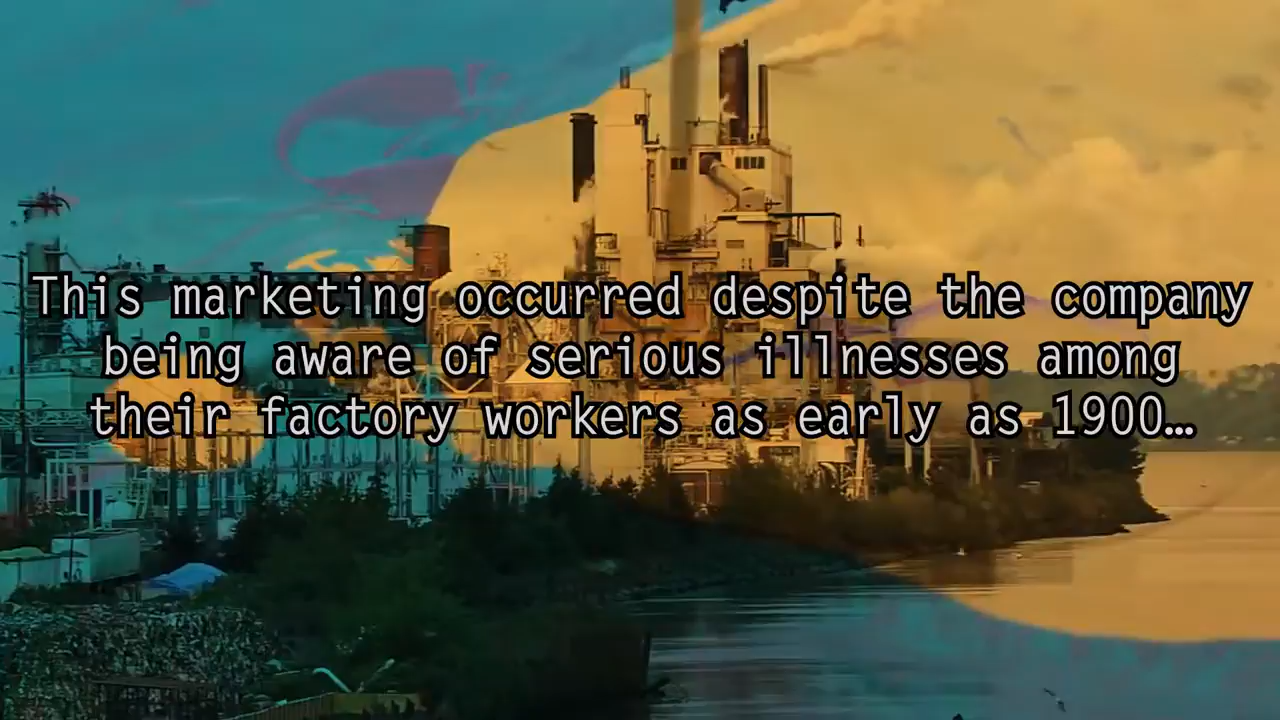 This marketing occurred despite the company
being aware of serious illnesses among
their factory workers as early as 1900…